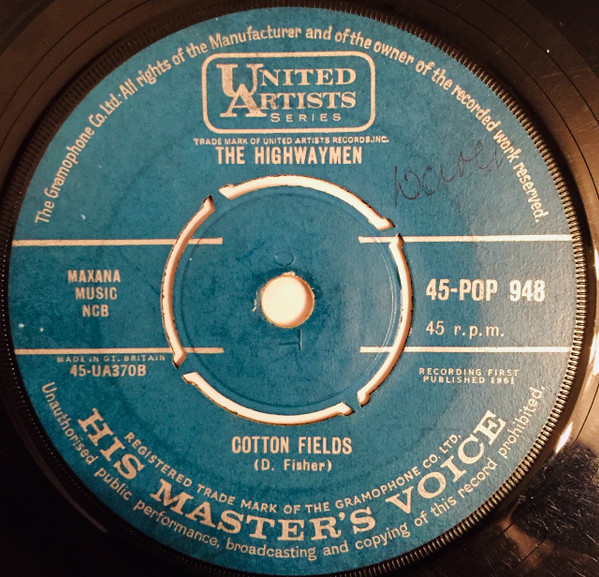 The Gramophone Co. Ltd. All rights of the Manufacturer and of the owner of the recorded work reserved.
UNITED
ARTISTS
SERIES
TRADE MARK OF UNITED ARTISTS RECORDS,INC.
THE HIGHWAYMEN
MAXANA
MUSIC
NCB
45-POP 948
45 r.p.m.
MADE IN GT. BRITAIN
45-UA370B
RECORDING FIRST
PUBLISHED 1961
COTTON FIELDS
(D. Fisher)
REGISTERED TRADE MARK OF THE GRAMOPHONE CO. LTD.
HIS MASTER'S VOICE
Unauthorised public performance, broadcasting and copying of this record prohibited.